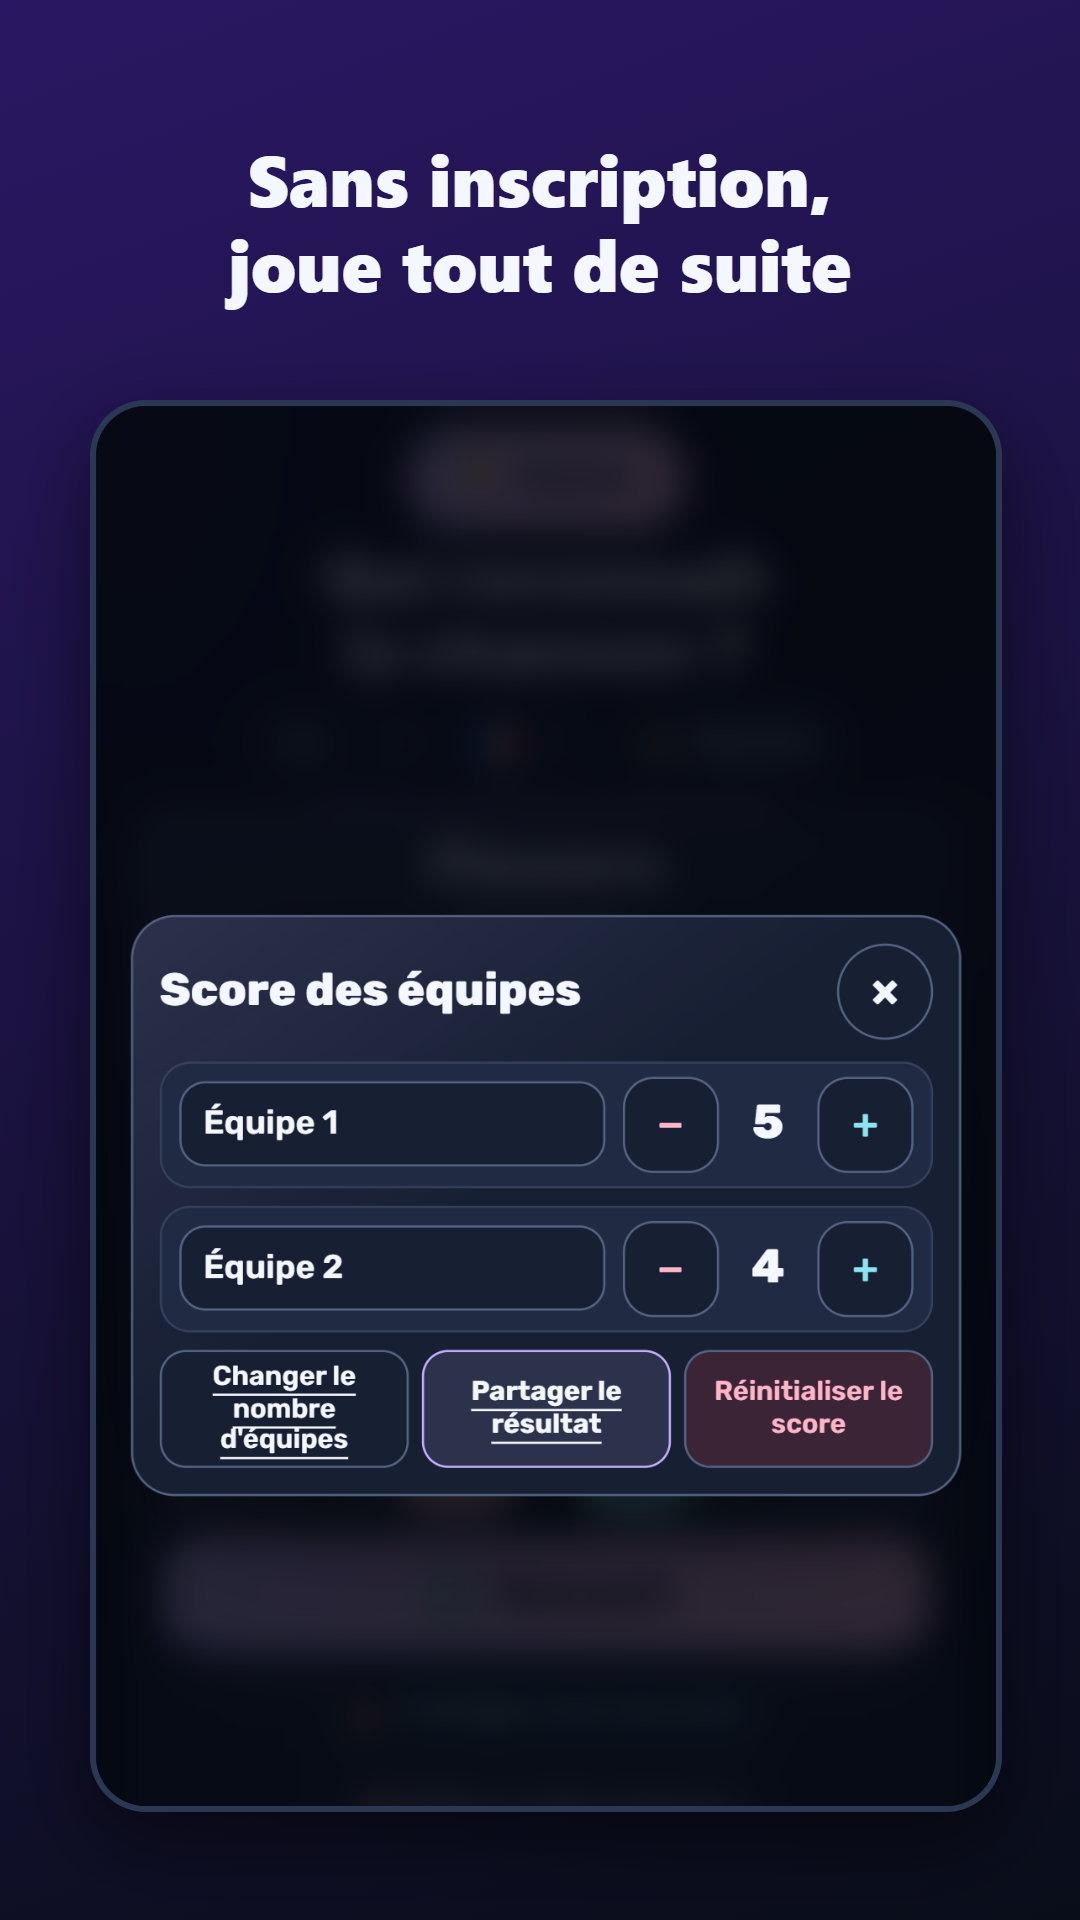 Sans inscription,
joue tout de suite
Score des équipes
×
Équipe 1
−
5
+
Équipe 2
−
4
+
Changer le
nombre
d'équipes
Partager le
résultat
Réinitialiser le
score